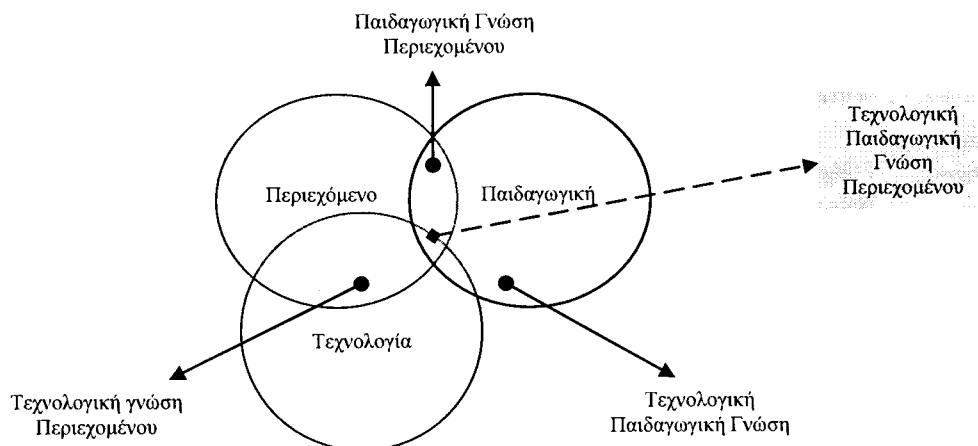 Παιδαγωγική Γνώση
Περιεχομένου
Τεχνολογική
Παιδαγωγική
Γνώση
Περιεχομένου
Περιεχόμενο
Παιδαγωγική
Τεχνολογία
Τεχνολογική γνώση
Περιεχομένου
Τεχνολογική
Παιδαγωγική Γνώση